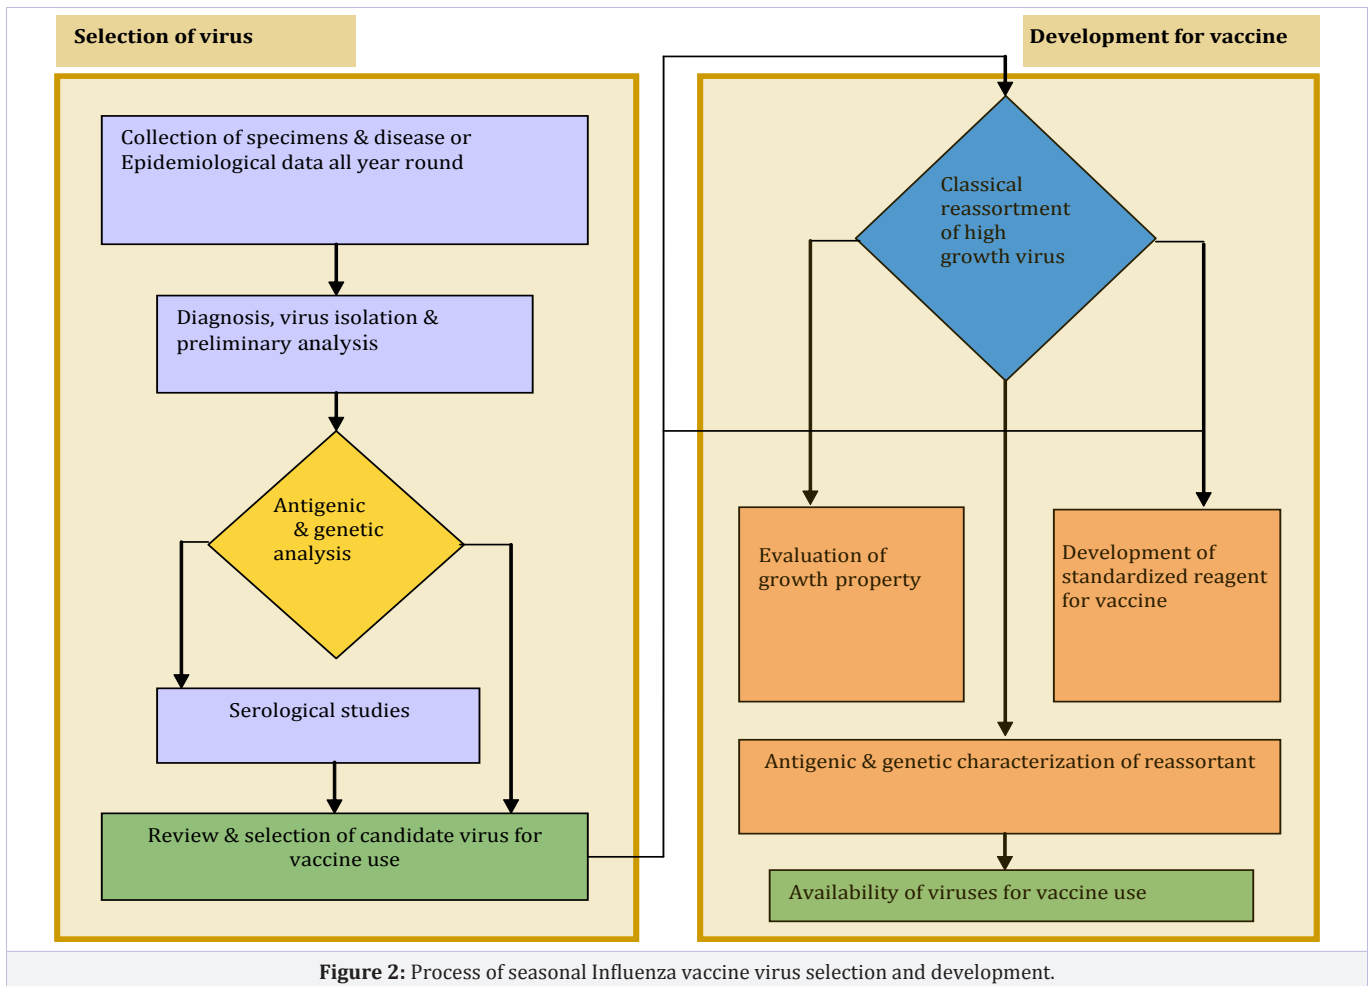 Selection of virus
Collection of specimens & disease or
Epidemiological data all year round
Diagnosis, virus isolation &
preliminary analysis
Antigenic
& genetic
analysis
Serological studies
Review & selection of candidate virus for
vaccine use
Development for vaccine
Classical
reassortment
of high
growth virus
Evaluation of
growth property
Development of
standardized reagent
for vaccine
Antigenic & genetic characterization of reassortant
Availability of viruses for vaccine use
Figure 2: Process of seasonal Influenza vaccine virus selection and development.